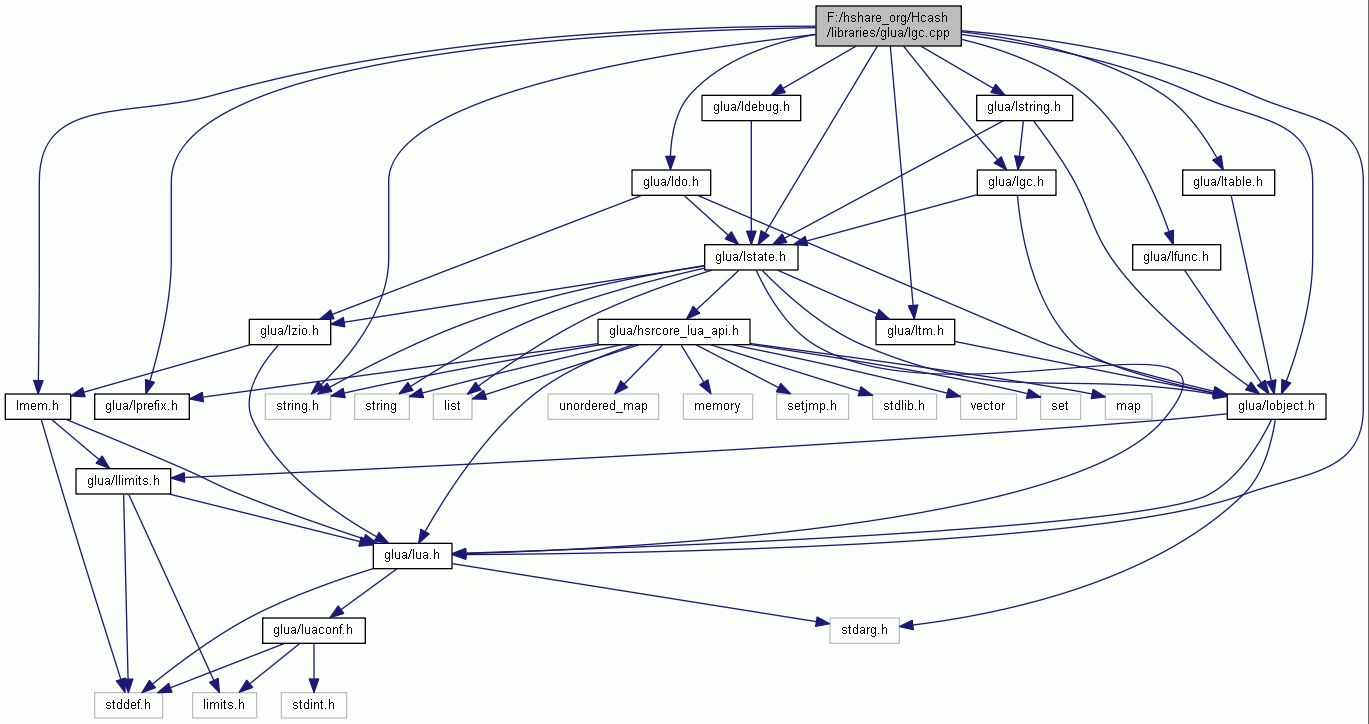 F:/hshare_org/Hcash
/libraries/glua/lgc.cpp
glua/ldebug.h
glua/lstring.h
glua/ldo.h
glua/lgc.h
glua/ltable.h
glua/lstate.h
glua/lfunc.h
glua/lzio.h
glua/hsrcore_lua_api.h
glua/ltm.h
lmem.h
glua/lprefix.h
string.h
string
list
unordered_map
memory
setjmp.h
stdlib.h
vector
set
map
glua/lobject.h
glua/llimits.h
glua/lua.h
glua/luaconf.h
stdarg.h
stddef.h
limits.h
stdint.h